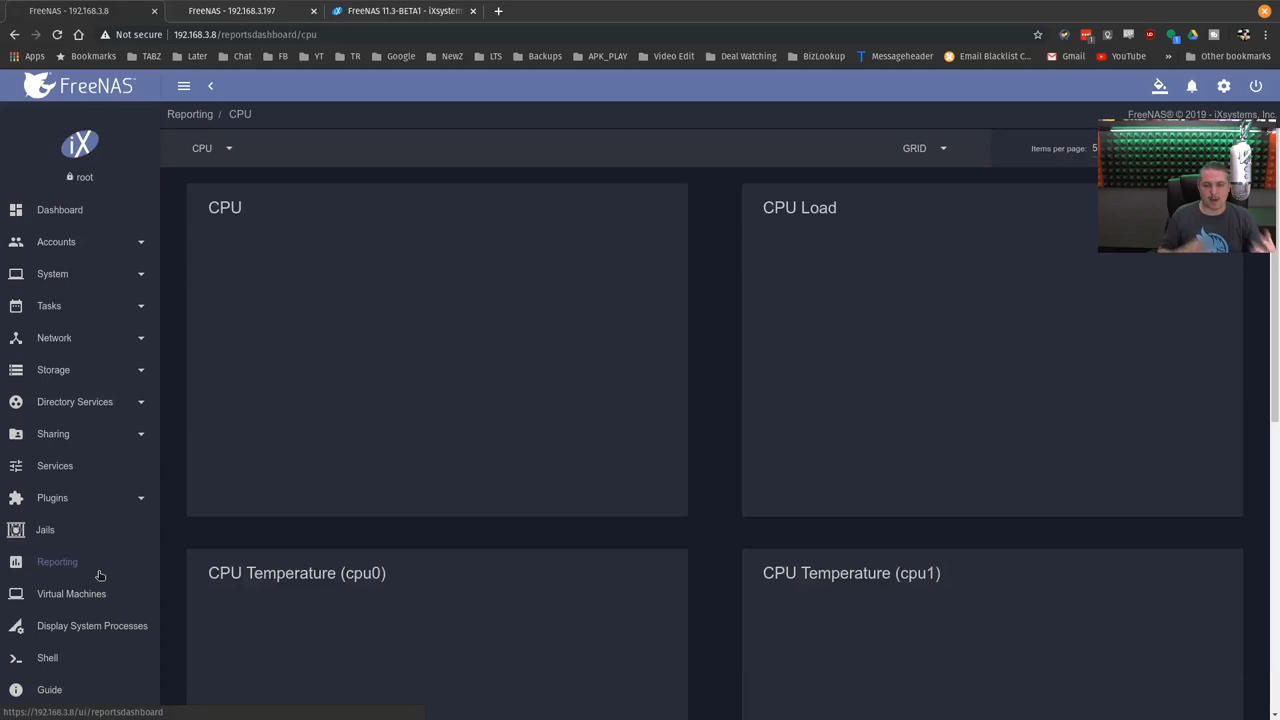 FreeNAS - 192.168.3.8
FreeNAS - 192.168.3.197
FreeNAS 11.3-BETA1 - iXsystem
Not secure 192.168.3.8/reportsdashboard/cpu
Apps Bookmarks TABZ Later Chat FB YT TR Google NewZ LTS Backups APK_PLAY Video Edit Deal Watching BizLookup Messageheader Email Blacklist C... Gmail YouTube » Other bookmarks
FreeNAS
Reporting / CPU
FreeNAS® © 2019 - iXsystems, Inc.
iX
root
CPU
GRID
Items per page: 5
Dashboard
Accounts
System
Tasks
Network
Storage
Directory Services
Sharing
Services
Plugins
Jails
Reporting
Virtual Machines
Display System Processes
Shell
Guide
CPU
CPU Load
CPU Temperature (cpu0)
CPU Temperature (cpu1)
https://192.168.3.8/ui/reportsdashboard